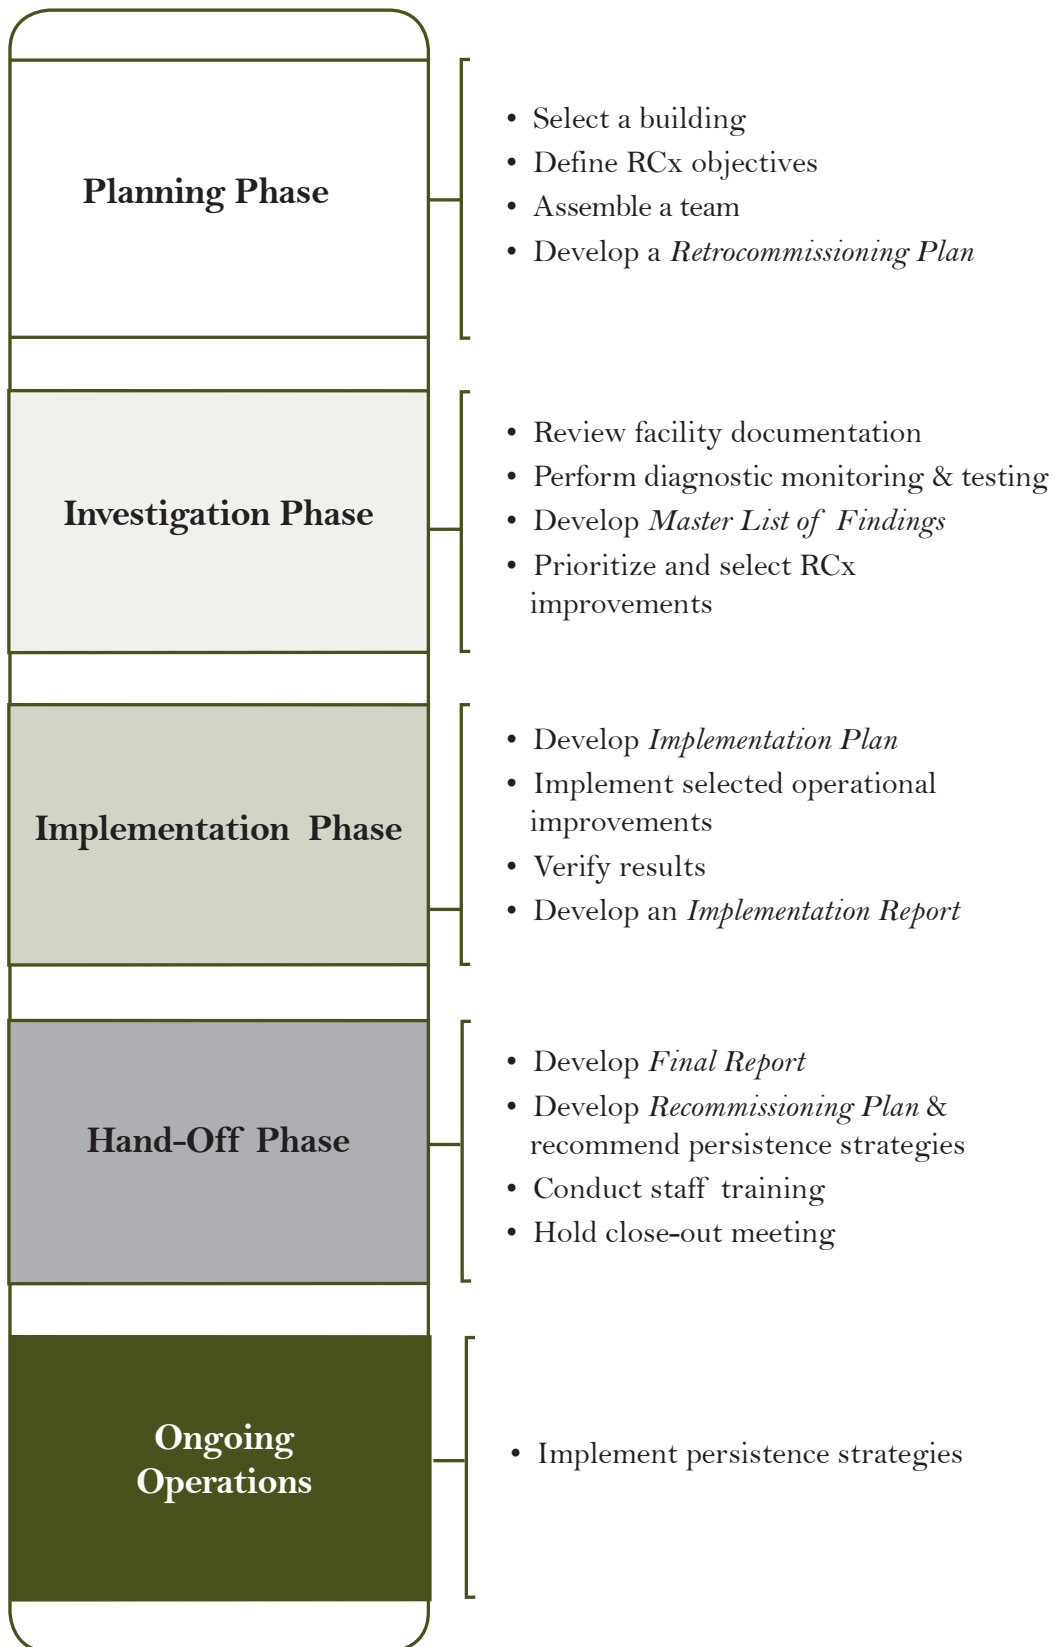 Planning Phase
• Select a building
• Define RCx objectives
• Assemble a team
• Develop a Retrocommissioning Plan
Investigation Phase
• Review facility documentation
• Perform diagnostic monitoring & testing
• Develop Master List of Findings
• Prioritize and select RCx
improvements
Implementation Phase
• Develop Implementation Plan
• Implement selected operational
improvements
• Verify results
• Develop an Implementation Report
Hand-Off Phase
• Develop Final Report
• Develop Recommissioning Plan &
recommend persistence strategies
• Conduct staff training
• Hold close-out meeting
Ongoing
Operations
• Implement persistence strategies